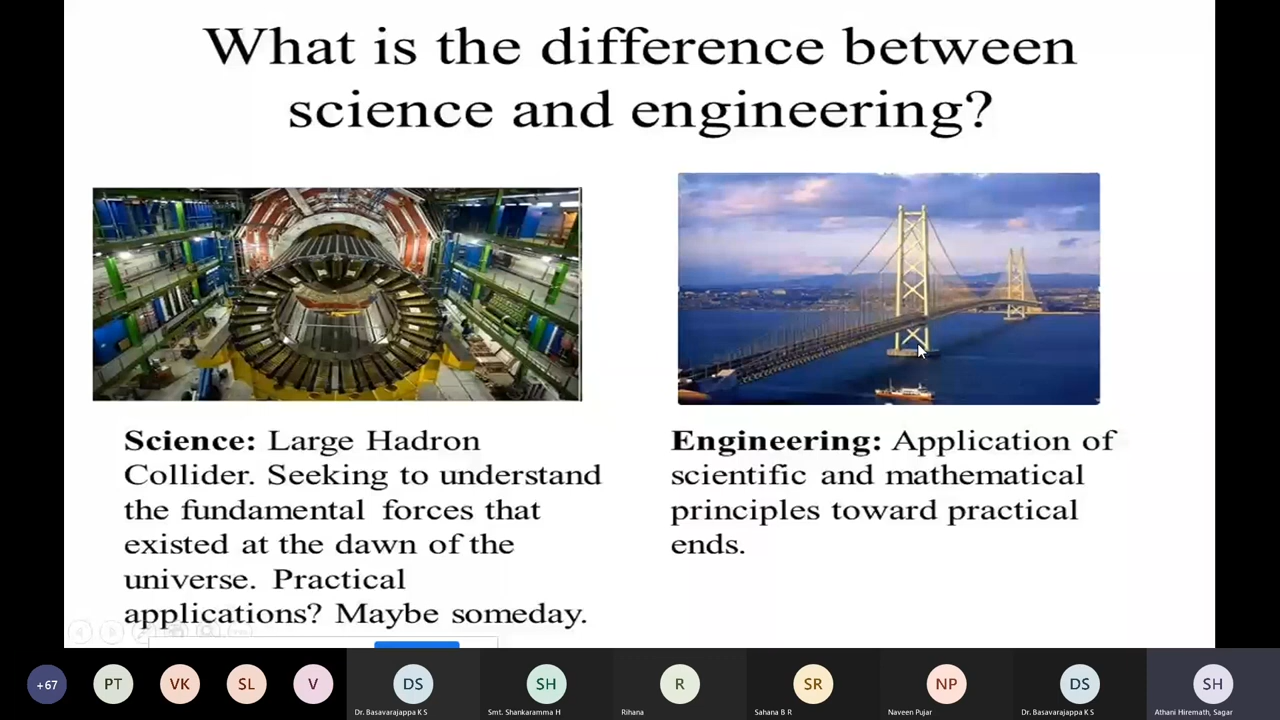 What is the difference between
science and engineering?
Science: Large Hadron
Collider. Seeking to understand
the fundamental forces that
existed at the dawn of the
universe. Practical
applications? Maybe someday.
Engineering: Application of
scientific and mathematical
principles toward practical
ends.
+67
PT
VK
SL
V
DS
SH
R
SR
NP
DS
SH
Dr. Basavarajappa K S
Smt. Shankaramma H
Rihana
Sahana B R
Naveen Pujar
Dr. Basavarajappa K S
Athani Hiremath, Sagar